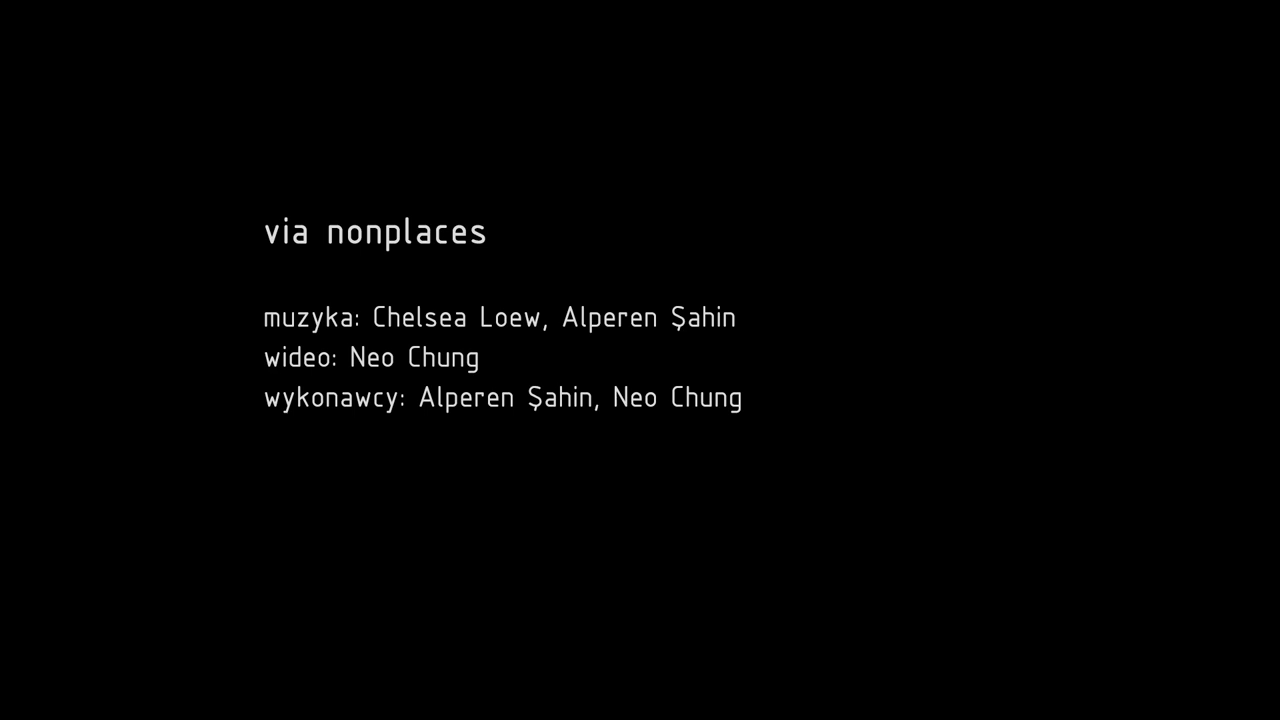 via nonplaces
muzyka: Chelsea Loew, Alperen Şahin
wideo: Neo Chung
wykonawcy: Alperen Şahin, Neo Chung